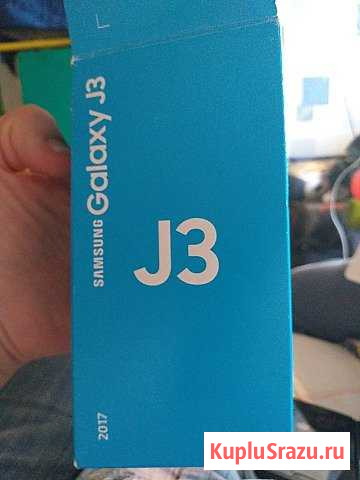 SAMSUNG Galaxy J3
J3
2017
KupluSrazu.ru